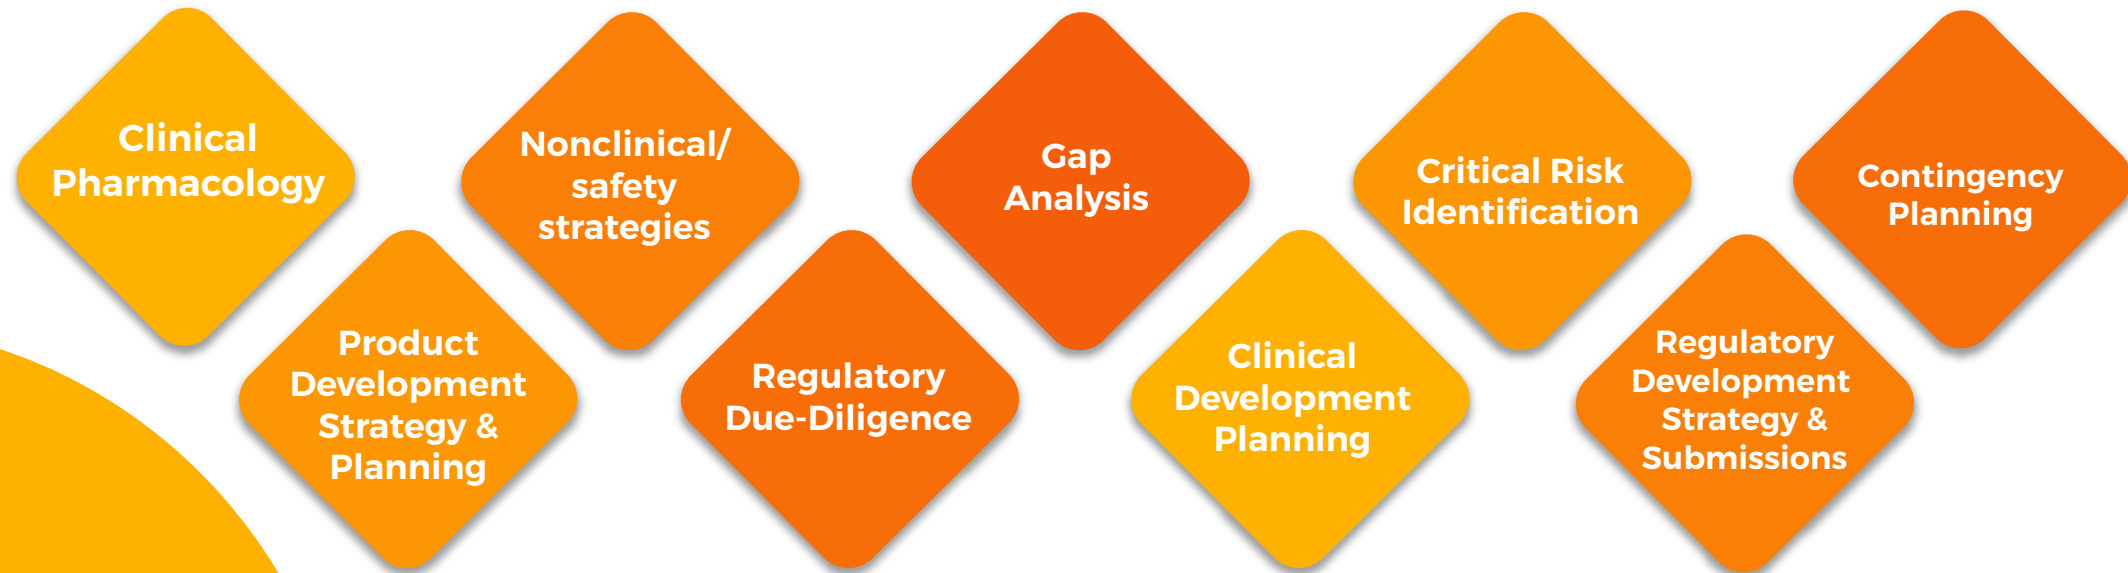 Clinical
Pharmacology
Product
Development
Strategy &
Planning
Nonclinical/
safety
strategies
Regulatory
Due-Diligence
Gap
Analysis
Clinical
Development
Planning
Critical Risk
Identification
Regulatory
Development
Strategy &
Submissions
Contingency
Planning